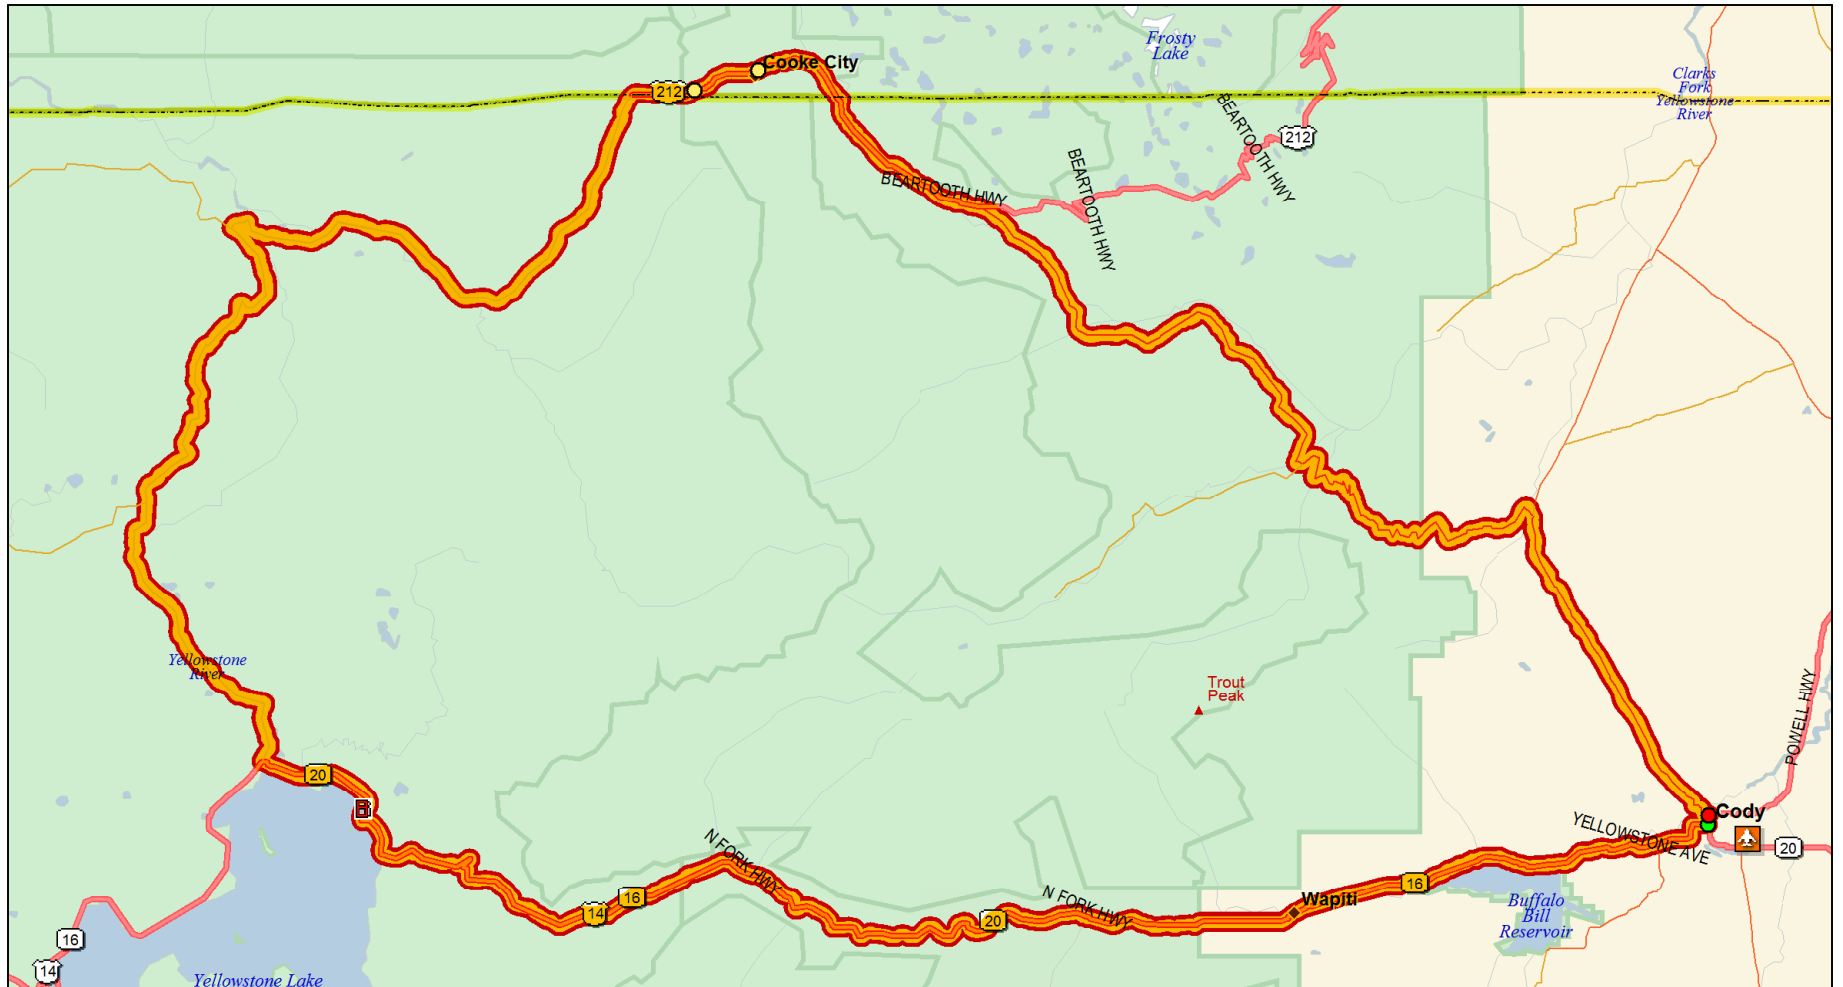 Frosty
Lake
Cooke City
Clarks
Fork
Yellowstone
River
212
212
BEARTOOTH HWY
BEARTOOTH HWY
BEARTOOTH HWY
Yellowstone
River
Trout
Peak
POWELL HWY
20
Cody
YELLOWSTONE AVE
20
N FORK HWY
16
Wapiti
16
N FORK HWY
14
20
Buffalo
Bill
Reservoir
16
14
Yellowstone Lake